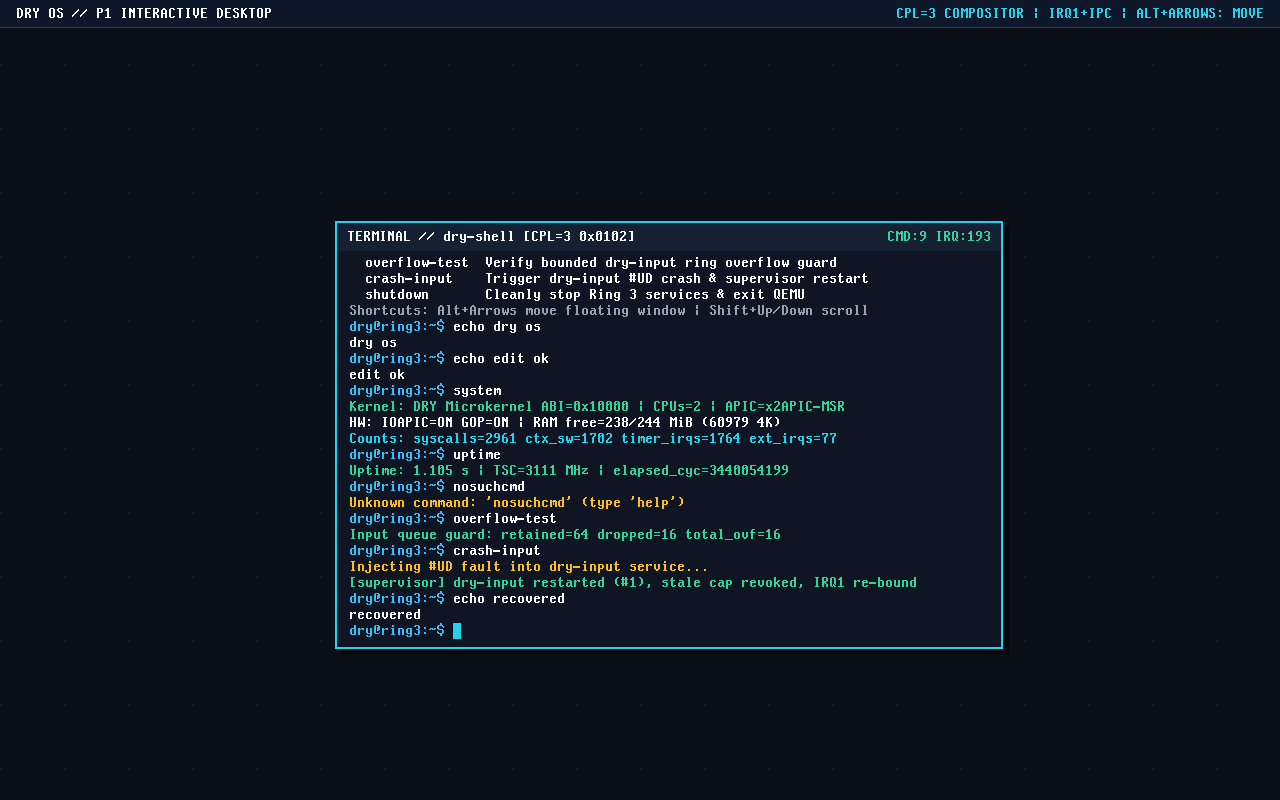 DRY OS // P1 INTERACTIVE DESKTOP
CPL=3 COMPOSITOR ¦ IRQ1+IPC ¦ ALT+ARROWS: MOVE
TERMINAL // dry-shell [CPL=3 0x0102]
CMD:9 IRQ:193
overflow-test  Verify bounded dry-input ring overflow guard
crash-input    Trigger dry-input #UD crash & supervisor restart
shutdown       Cleanly stop Ring 3 services & exit QEMU
Shortcuts: Alt+Arrows move floating window ¦ Shift+Up/Down scroll
dry@ring3:~$ echo dry os
dry os
dry@ring3:~$ echo edit ok
edit ok
dry@ring3:~$ system
Kernel: DRY Microkernel ABI=0x10000 ¦ CPUs=2 ¦ APIC=x2APIC-MSR
HW: IOAPIC=ON GOP=ON ¦ RAM free=238/244 MiB (60979 4K)
Counts: syscalls=2961 ctx_sw=1702 timer_irqs=1764 ext_irqs=77
dry@ring3:~$ uptime
Uptime: 1.105 s ¦ TSC=3111 MHz ¦ elapsed_cyc=3440054199
dry@ring3:~$ nosuchcmd
Unknown command: 'nosuchcmd' (type 'help')
dry@ring3:~$ overflow-test
Input queue guard: retained=64 dropped=16 total_ovf=16
dry@ring3:~$ crash-input
Injecting #UD fault into dry-input service...
[supervisor] dry-input restarted (#1), stale cap revoked, IRQ1 re-bound
dry@ring3:~$ echo recovered
recovered
dry@ring3:~$